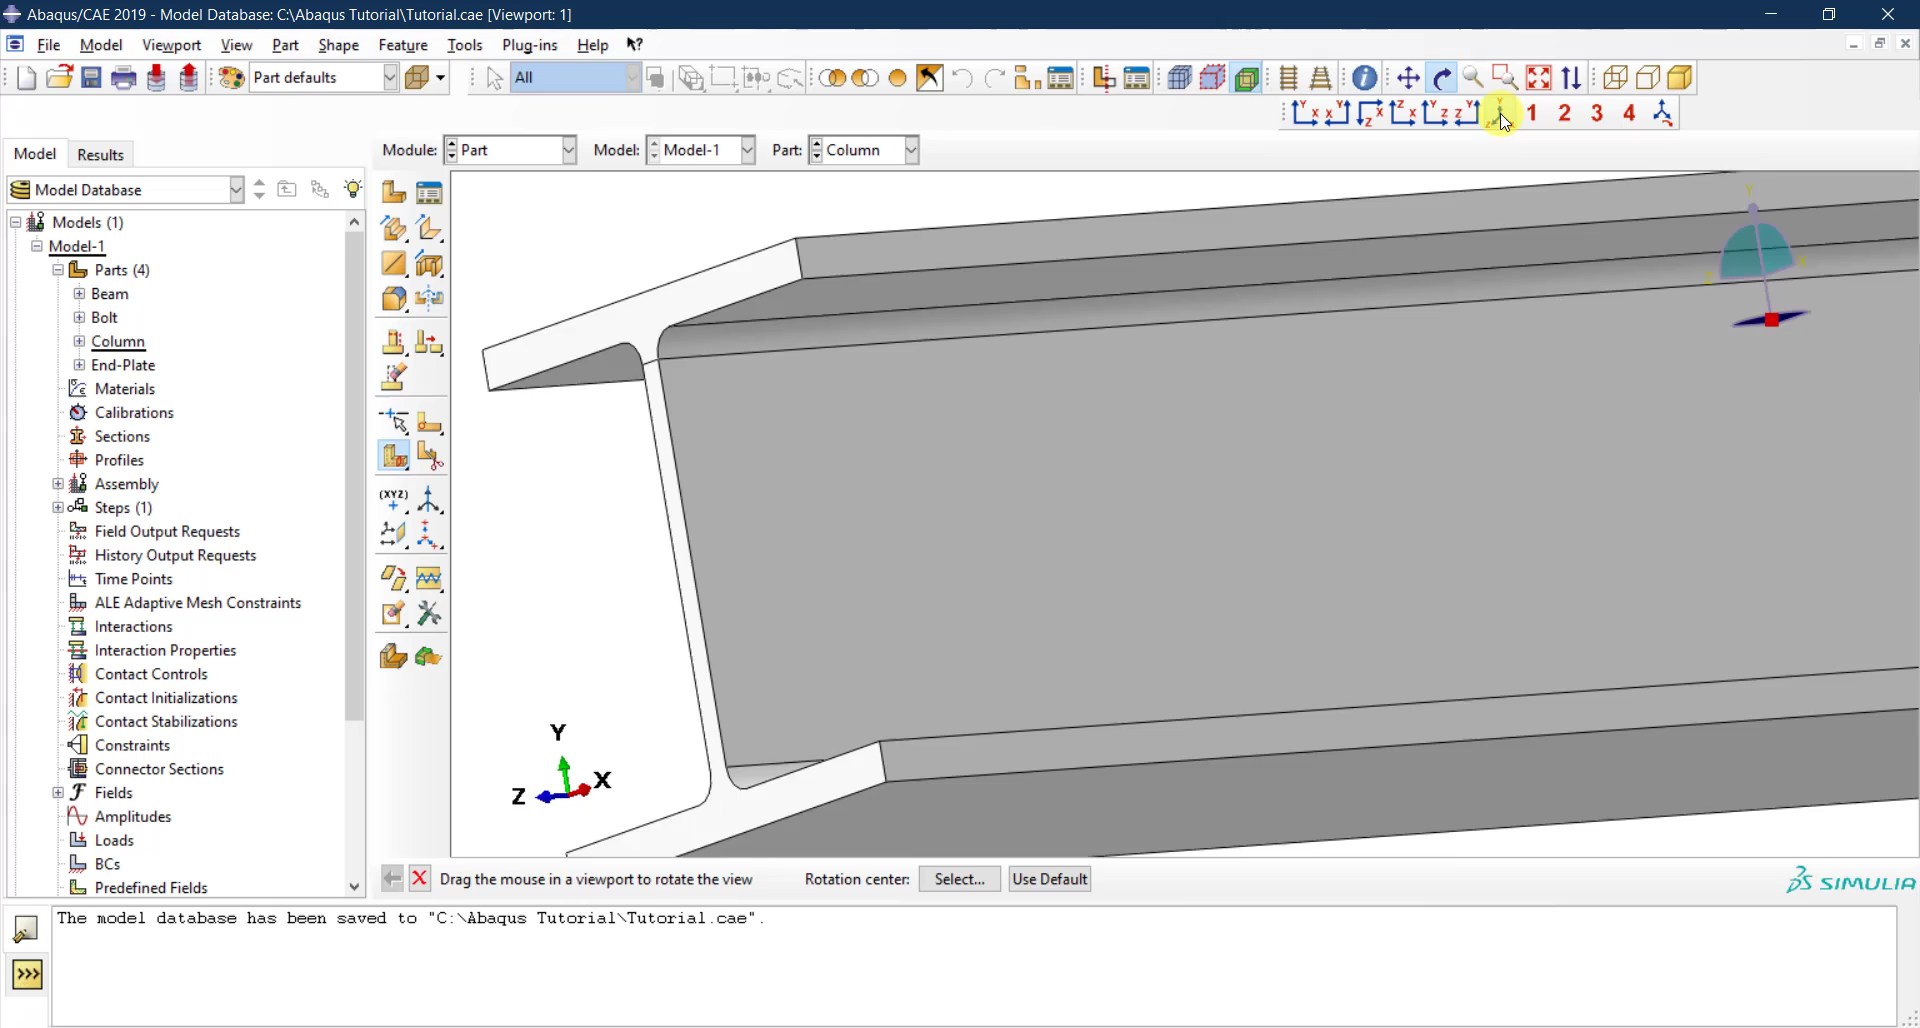 Abaqus/CAE 2019 - Model Database: C:\Abaqus Tutorial\Tutorial.cae [Viewport: 1]
File Model Viewport View Part Shape Feature Tools Plug-ins Help
Part defaults All
1 2 3 4
Model Results
Module: Part Model: Model-1 Part: Column
Model Database
Models (1)
Model-1
Parts (4)
Beam
Bolt
Column
End-Plate
Materials
Calibrations
Sections
Profiles
Assembly
Steps (1)
Field Output Requests
History Output Requests
Time Points
ALE Adaptive Mesh Constraints
Interactions
Interaction Properties
Contact Controls
Contact Initializations
Contact Stabilizations
Constraints
Connector Sections
Fields
Amplitudes
Loads
BCs
Predefined Fields
(XYZ)
Y
X
Z
Y
X
Z
Drag the mouse in a viewport to rotate the view Rotation center: Select... Use Default
SIMULIA
The model database has been saved to "C:\Abaqus Tutorial\Tutorial.cae".
>>>